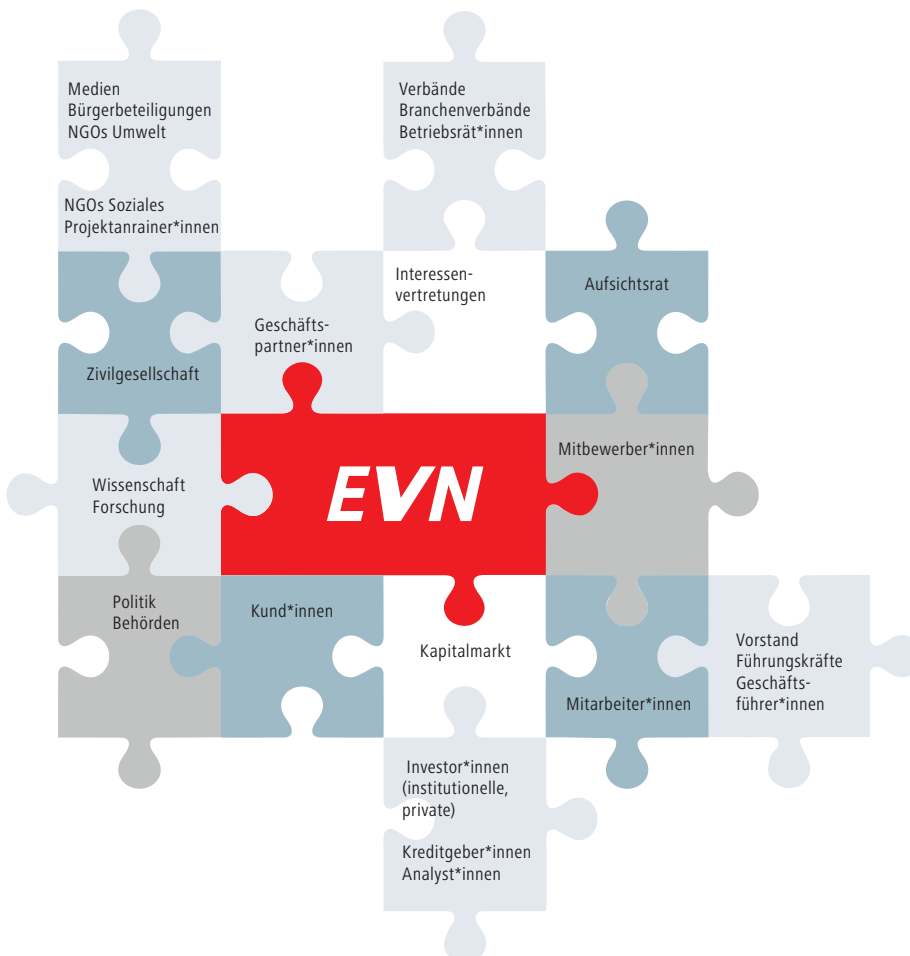 Medien
Bürgerbeteiligungen
NGOs Umwelt
NGOs Soziales
Projektanrainer*innen
Verbände
Branchenverbände
Betriebsrät*innen
Interessen-
vertretungen
Aufsichtsrat
Geschäfts-
partner*innen
Zivilgesellschaft
EVN
Mitbewerber*innen
Wissenschaft
Forschung
Politik
Behörden
Kund*innen
Kapitalmarkt
Mitarbeiter*innen
Vorstand
Führungskräfte
Geschäfts-
führer*innen
Investor*innen
(institutionelle,
private)
Kreditgeber*innen
Analyst*innen